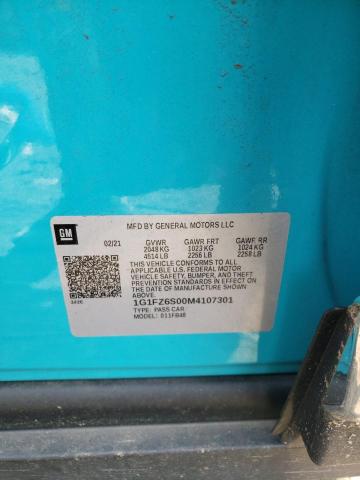 GM
MFD BY GENERAL MOTORS LLC
02/21 GVWR GAWR FRT GAWR RR
2048 KG 1023 KG 1024 KG
4514 LB 2256 LB 2258 LB
THIS VEHICLE CONFORMS TO ALL
APPLICABLE U.S. FEDERAL MOTOR VEHICLE
SAFETY, BUMPER, AND THEFT
PREVENTION STANDARDS IN EFFECT ON
THE DATE OF MANUFACTURE SHOWN
ABOVE.
1G1FZ6S00M4107301
TYPE: PASS CAR
MODEL: 011FB48